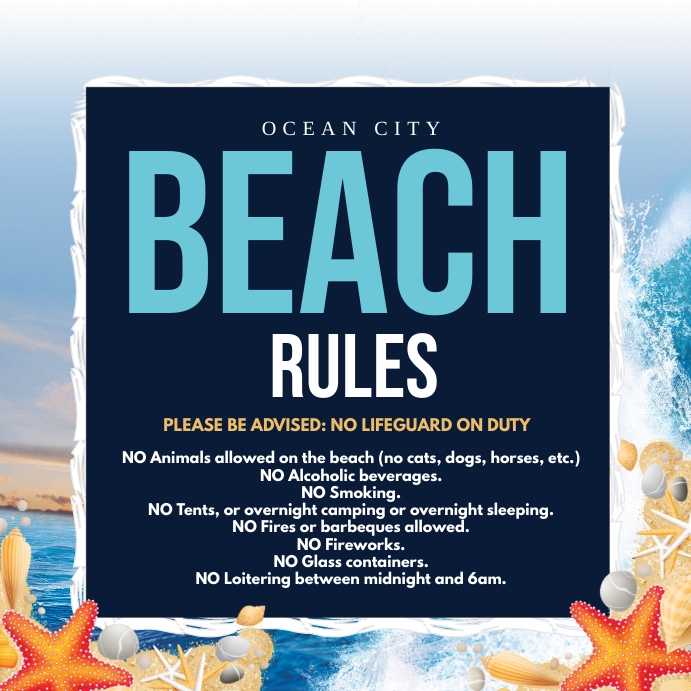 OCEAN CITY
BEACH
RULES
PLEASE BE ADVISED: NO LIFEGUARD ON DUTY
NO Animals allowed on the beach (no cats, dogs, horses, etc.)
NO Alcoholic beverages.
NO Smoking.
NO Tents, or overnight camping or overnight sleeping.
NO Fires or barbeques allowed.
NO Fireworks.
NO Glass containers.
NO Loitering between midnight and 6am.